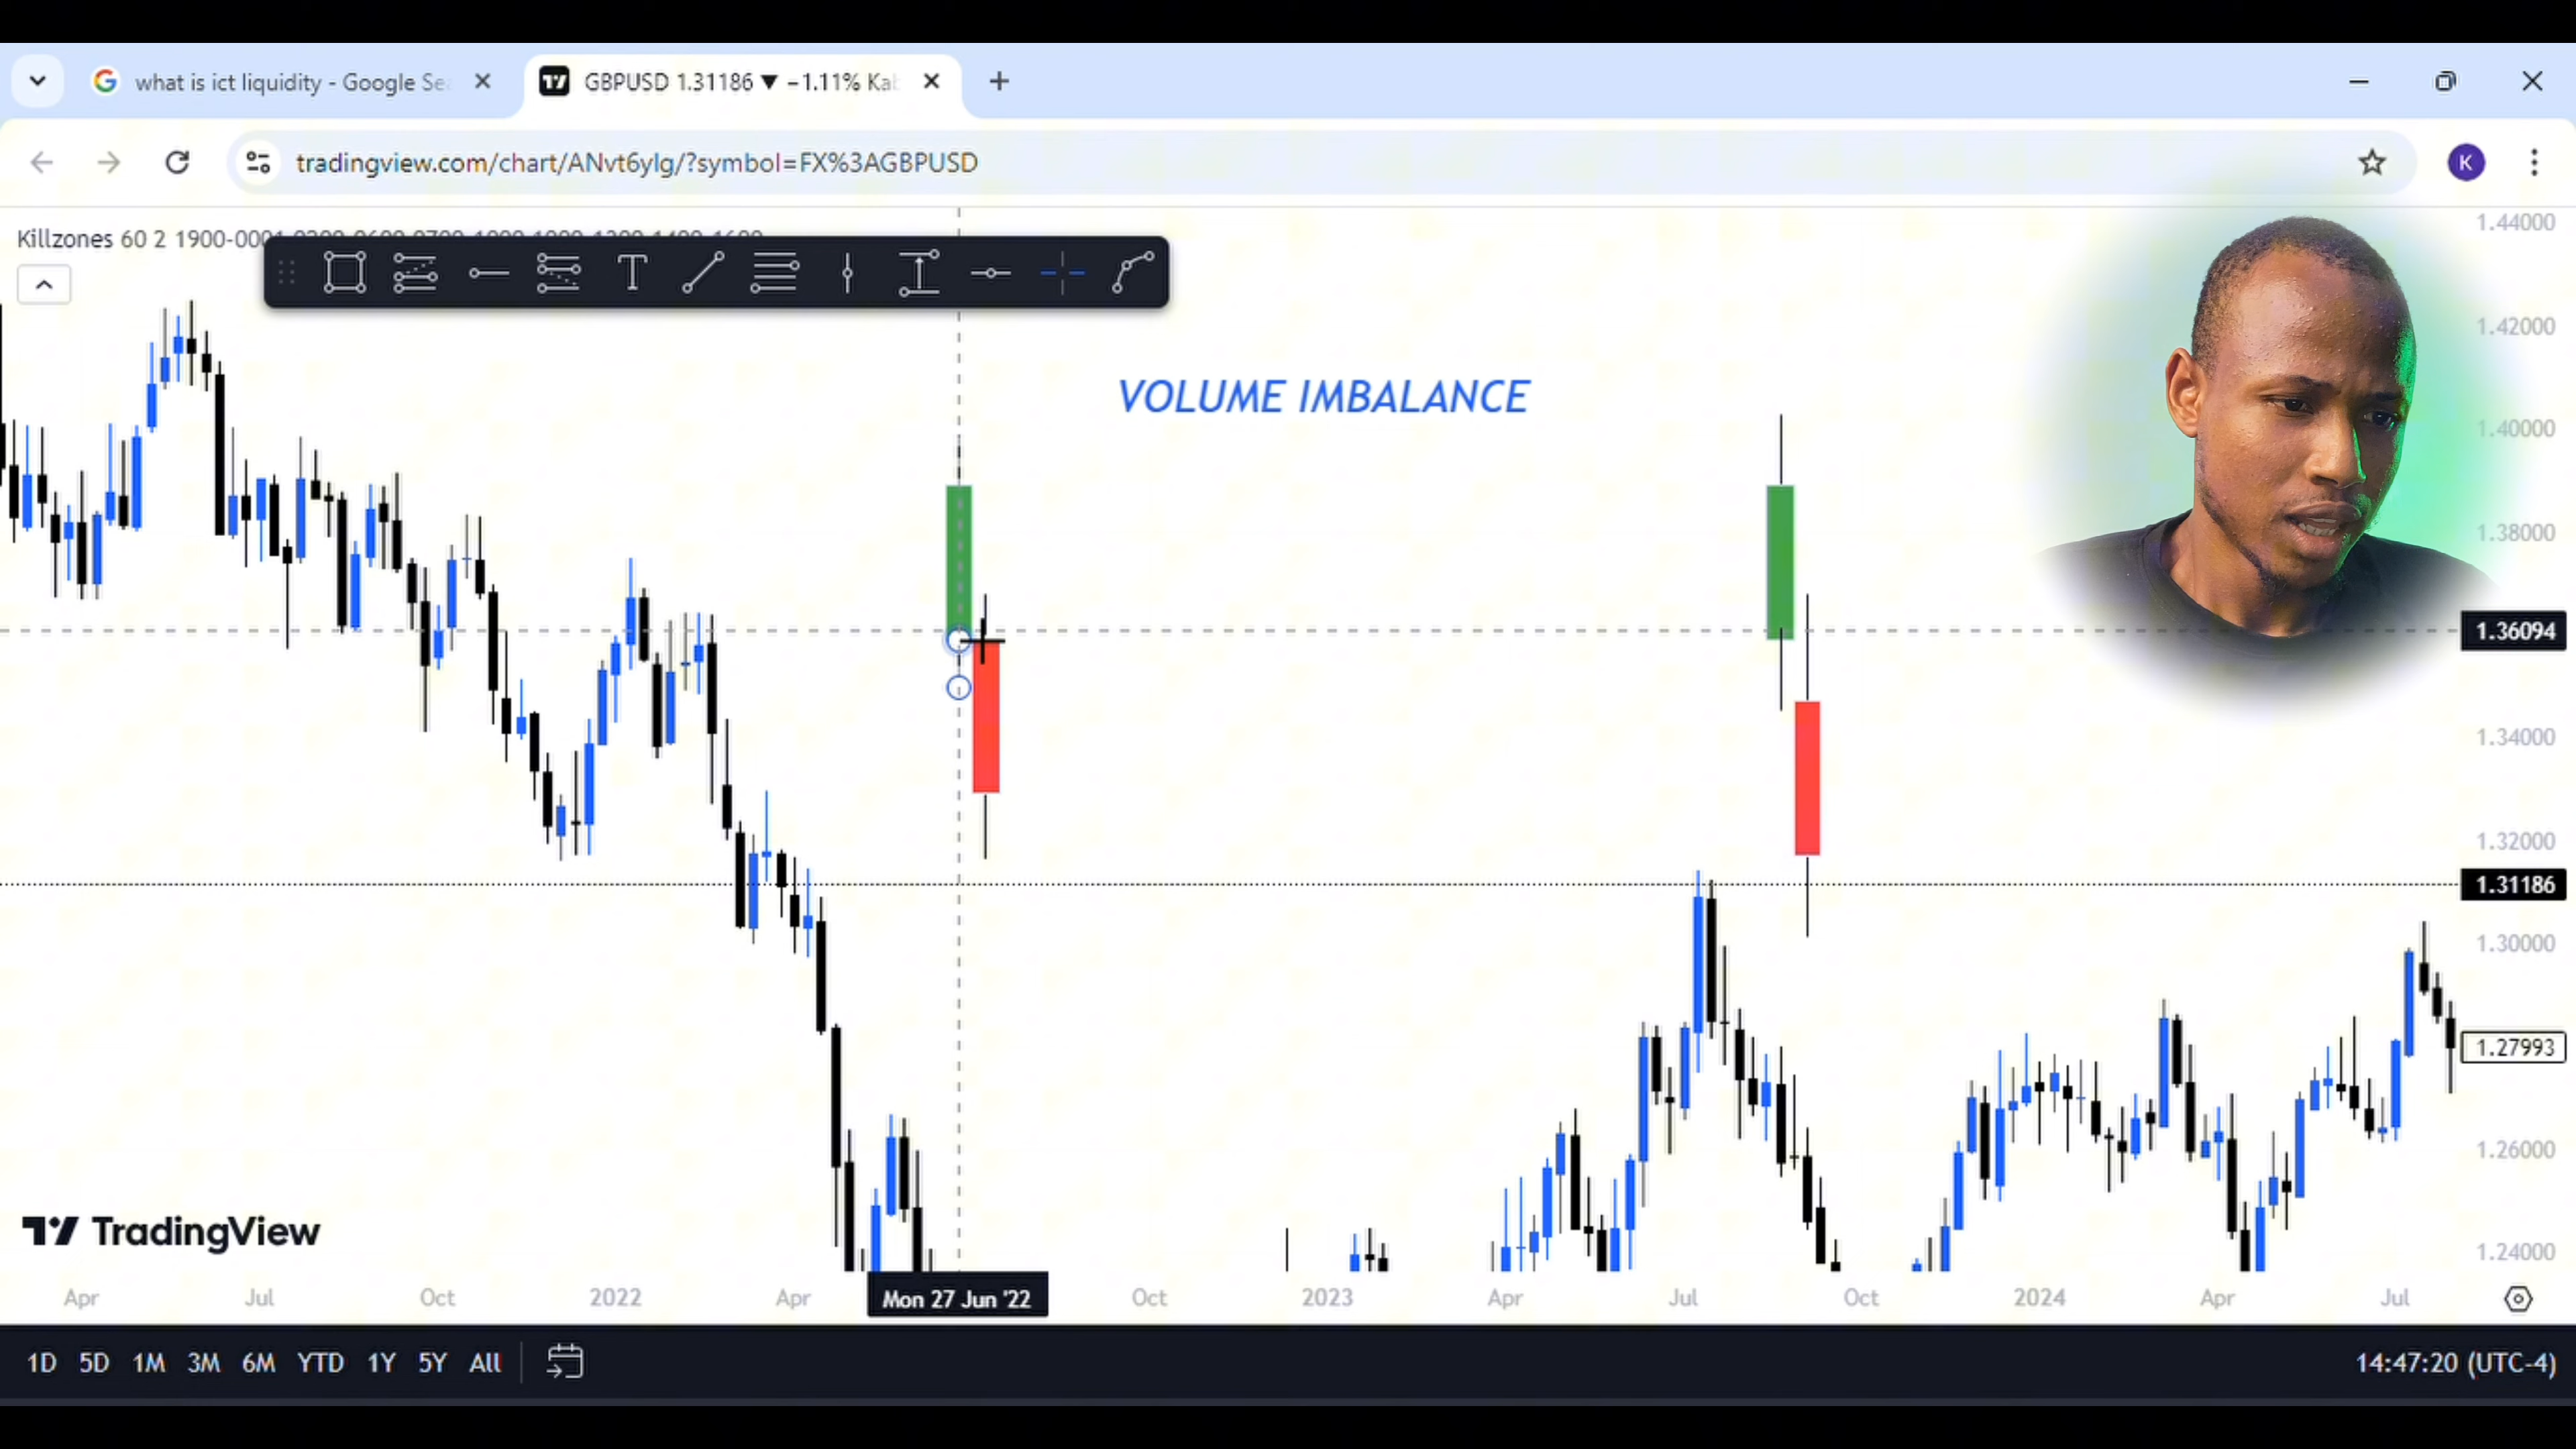 what is ict liquidity - Google Sea
GBPUSD 1.31186 ▼ −1.11% Kab
tradingview.com/chart/ANvt6ylg/?symbol=FX%3AGBPUSD
K
Killzones 60 2 1900-0001
T
VOLUME IMBALANCE
1.44000
1.42000
1.40000
1.38000
1.36094
1.34000
1.32000
1.31186
1.30000
1.27993
1.26000
1.24000
TradingView
Apr Jul Oct 2022 Apr Mon 27 Jun '22 Oct 2023 Apr Jul Oct 2024 Apr Jul
1D 5D 1M 3M 6M YTD 1Y 5Y All
14:47:20 (UTC-4)